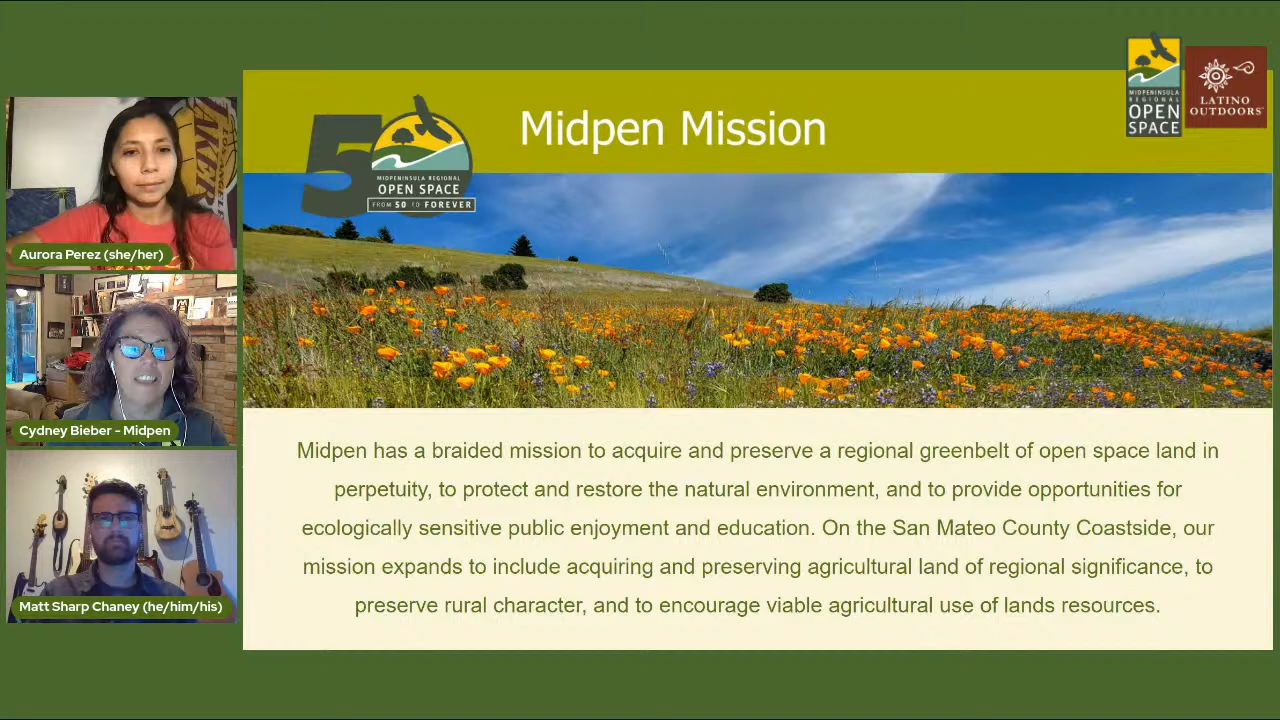 Midpen Mission
50
MIDPENINSULA REGIONAL
OPEN SPACE
FROM 50 TO FOREVER
MIDPENINSULA
REGIONAL
OPEN
SPACE
LATINO
OUTDOORS
LAKERS
Aurora Perez (she/her)
Cydney Bieber - Midpen
Matt Sharp Chaney (he/him/his)
Midpen has a braided mission to acquire and preserve a regional greenbelt of open space land in
perpetuity, to protect and restore the natural environment, and to provide opportunities for
ecologically sensitive public enjoyment and education. On the San Mateo County Coastside, our
mission expands to include acquiring and preserving agricultural land of regional significance, to
preserve rural character, and to encourage viable agricultural use of lands resources.